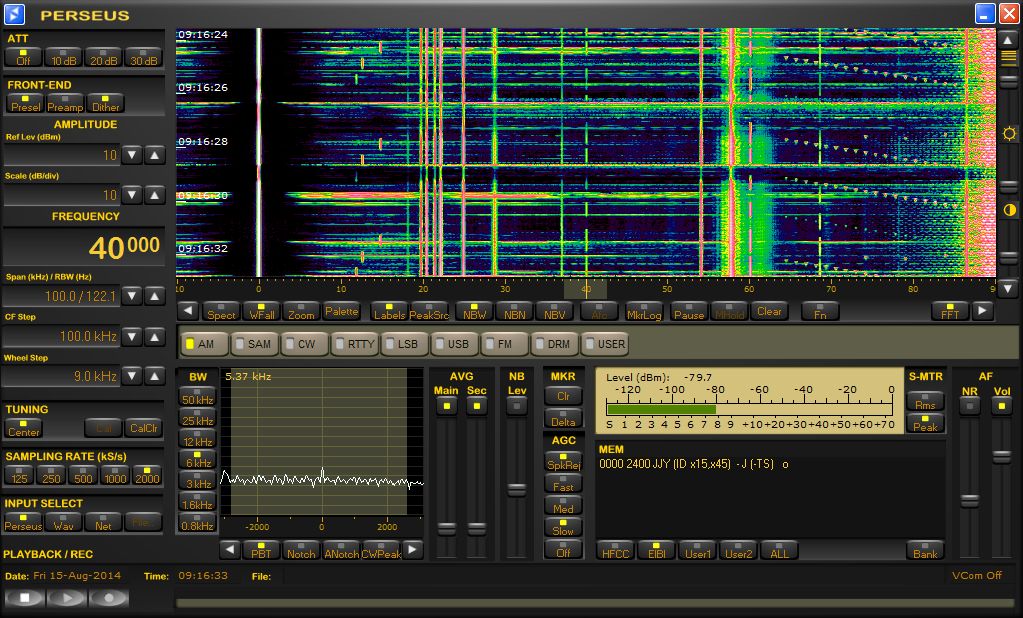 PERSEUS
ATT
Off 10 dB 20 dB 30 dB
FRONT-END
Presel Preamp Dither
AMPLITUDE
Ref Lev (dBm)
10
Scale (dB/div)
10
FREQUENCY
40000
Span (kHz) / RBW (Hz)
100.0 / 122.1
CF Step
100.0 kHz
Wheel Step
9.0 kHz
TUNING
Center Cal CalClr
SAMPLING RATE (kS/s)
125 250 500 1000 2000
INPUT SELECT
Perseus Wav Net File..
PLAYBACK / REC
09:16:24
09:16:26
09:16:28
09:16:30
09:16:32
10 0 10 20 30 40 50 60 70 80 9
Spect WFall Zoom Palette Labels PeakSrc NBW NBN NBV Afc MkrLog Pause MHold Clear Fn FFT
AM SAM CW RTTY LSB USB FM DRM USER
BW
50 kHz
25 kHz
12 kHz
6 kHz
3 kHz
1.6kHz
0.8kHz
5.37 kHz
-2000 0 2000
PBT Notch ANotch CWPeak
AVG
Main Sec
NB
Lev
MKR
Clr
Delta
AGC
SpkRej
Fast
Med
Slow
Off
Level (dBm): -79.7
-120 -100 -80 -60 -40 -20 0
S 1 2 3 4 5 6 7 8 9 +10+20+30+40+50+60+70
S-MTR
Rms
Peak
MEM
0000 2400 JJY (ID x15,x45) - J (-TS) o
HFCC EIBI User1 User2 ALL Bank
AF
NR Vol
Date: Fri 15-Aug-2014 Time: 09:16:33 File:
VCom Off